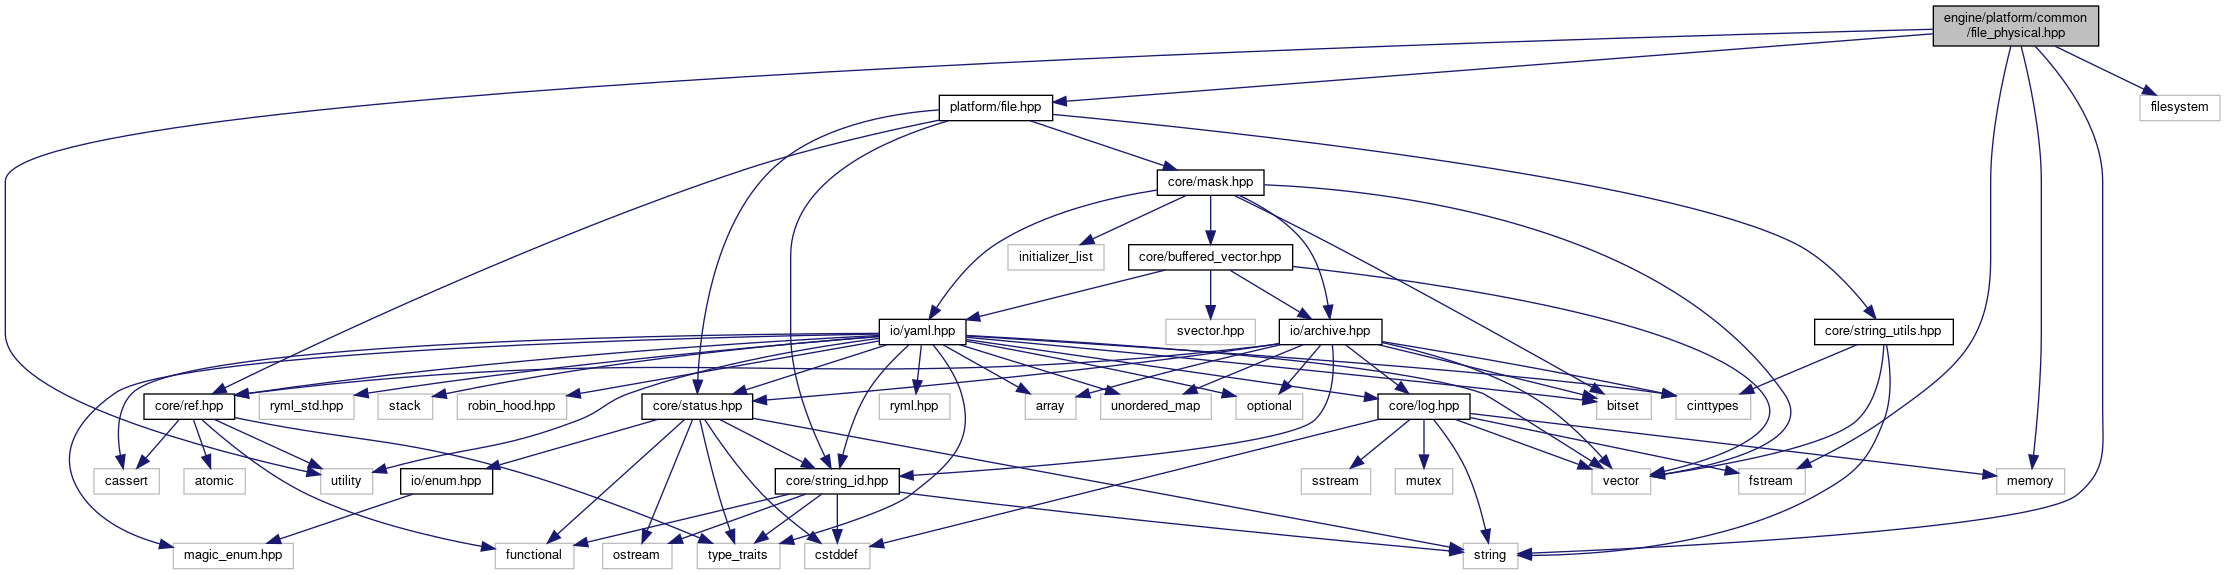 engine/platform/common
/file_physical.hpp
platform/file.hpp
filesystem
core/mask.hpp
initializer_list
core/buffered_vector.hpp
io/yaml.hpp
svector.hpp
io/archive.hpp
core/string_utils.hpp
core/ref.hpp
ryml_std.hpp
stack
robin_hood.hpp
core/status.hpp
ryml.hpp
array
unordered_map
optional
core/log.hpp
bitset
cinttypes
cassert
atomic
utility
io/enum.hpp
core/string_id.hpp
sstream
mutex
vector
fstream
memory
magic_enum.hpp
functional
ostream
type_traits
cstddef
string